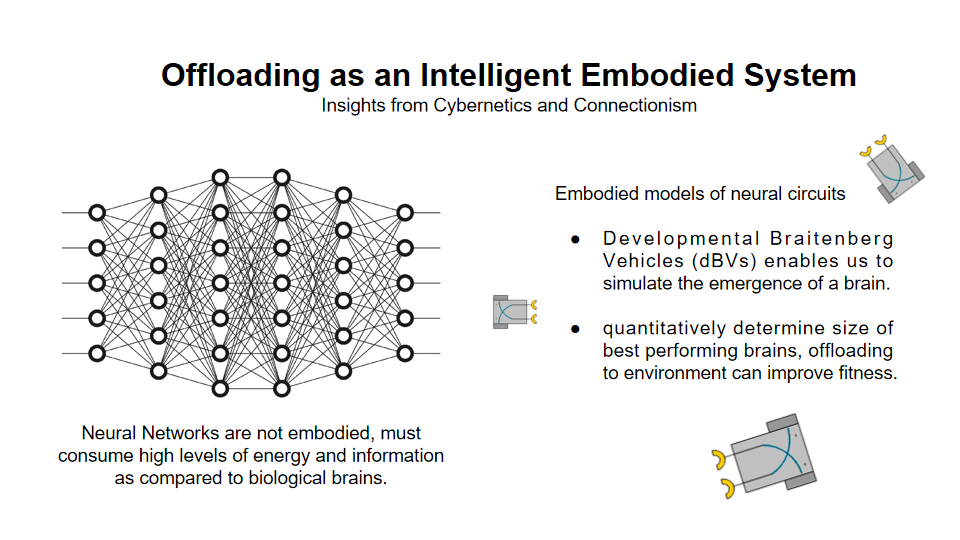 Offloading as an Intelligent Embodied System
Insights from Cybernetics and Connectionism
Neural Networks are not embodied, must
consume high levels of energy and information
as compared to biological brains.
Embodied models of neural circuits
● Developmental Braitenberg
Vehicles (dBVs) enables us to
simulate the emergence of a brain.
● quantitatively determine size of
best performing brains, offloading
to environment can improve fitness.